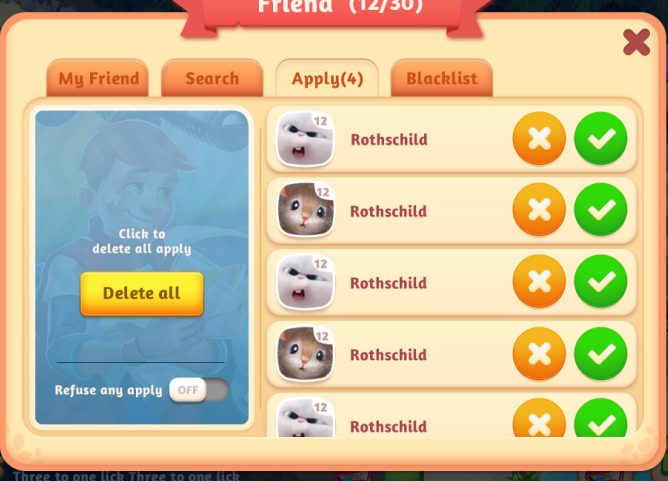 Friend (12/30)
My Friend
Search
Apply(4)
Blacklist
Click to
delete all apply
Delete all
Refuse any apply
OFF
12
Rothschild
12
Rothschild
12
Rothschild
12
Rothschild
12
Rothschild
Three to one lick Three to one lick